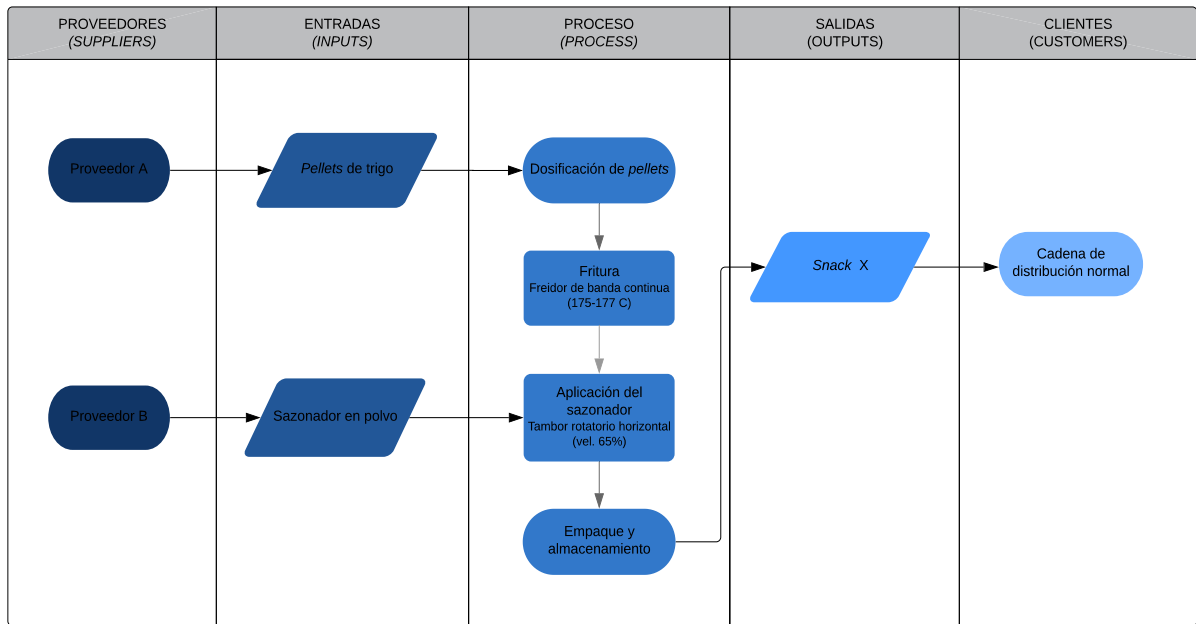 PROVEEDORES
(SUPPLIERS)
ENTRADAS
(INPUTS)
PROCESO
(PROCESS)
SALIDAS
(OUTPUTS)
CLIENTES
(CUSTOMERS)
Proveedor A
Pellets de trigo
Dosificación de pellets
Fritura
Freidor de banda continua
(175-177 C)
Snack X
Cadena de
distribución normal
Proveedor B
Sazonador en polvo
Aplicación del
sazonador
Tambor rotatorio horizontal
(vel. 65%)
Empaque y
almacenamiento